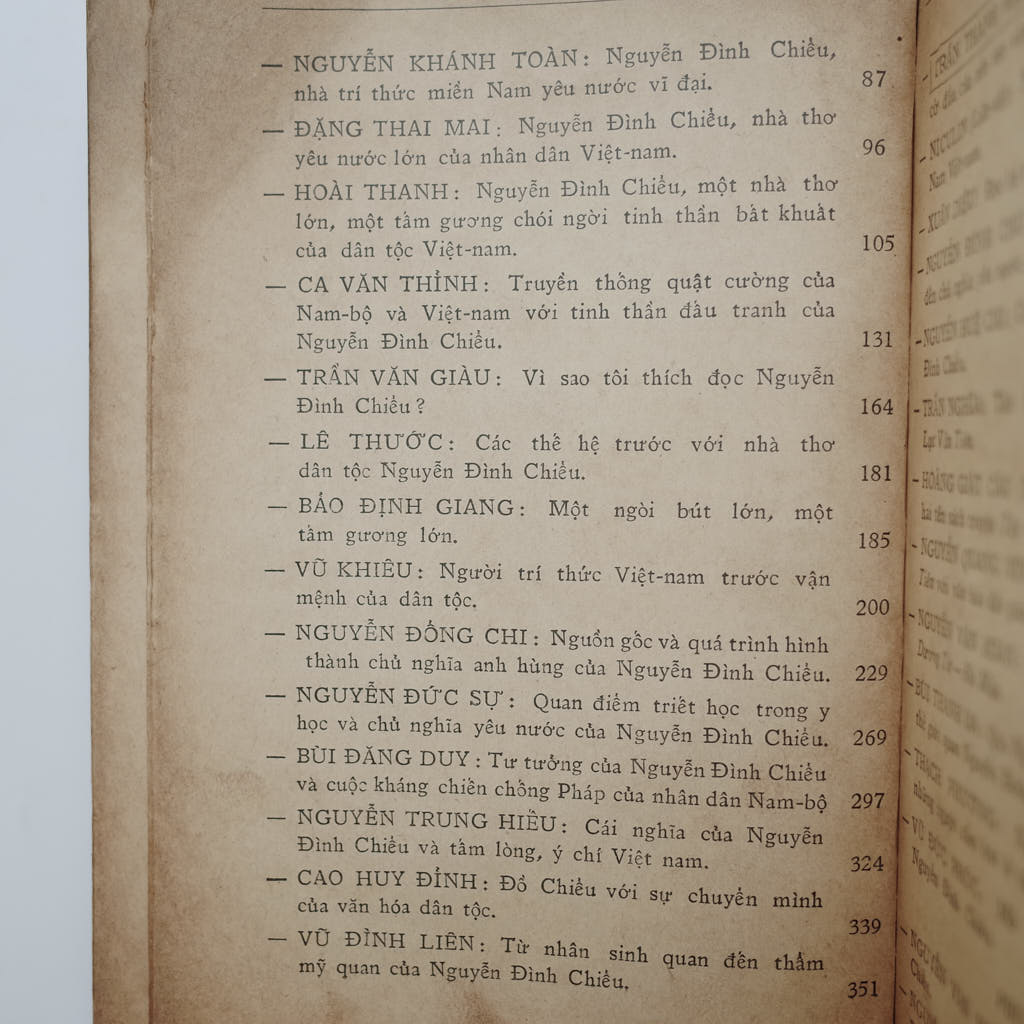 — NGUYỄN KHÁNH TOÀN : Nguyễn Đình Chiểu,
nhà trí thức miền Nam yêu nước vĩ đại. 87
— ĐẶNG THAI MAI : Nguyễn Đình Chiểu, nhà thơ
yêu nước lớn của nhân dân Việt-nam. 96
— HOÀI THANH : Nguyễn Đình Chiểu, một nhà thơ
lớn, một tấm gương chói ngời tinh thần bất khuất
của dân tộc Việt-nam. 105
— CA VĂN THỈNH : Truyền thống quật cường của
Nam-bộ và Việt-nam với tinh thần đấu tranh của
Nguyễn Đình Chiểu. 131
— TRẦN VĂN GIÀU : Vì sao tôi thích đọc Nguyễn
Đình Chiểu ? 164
— LÊ THƯỚC : Các thế hệ trước với nhà thơ
dân tộc Nguyễn Đình Chiểu. 181
— BẢO ĐỊNH GIANG : Một ngòi bút lớn, một
tấm gương lớn. 185
— VŨ KHIÊU : Người trí thức Việt-nam trước vận
mệnh của dân tộc. 200
— NGUYỄN ĐỔNG CHI : Nguồn gốc và quá trình hình
thành chủ nghĩa anh hùng của Nguyễn Đình Chiểu. 229
— NGUYỄN ĐỨC SỰ : Quan điểm triết học trong y
học và chủ nghĩa yêu nước của Nguyễn Đình Chiểu. 269
— BÙI ĐĂNG DUY : Tư tưởng của Nguyễn Đình Chiểu
và cuộc kháng chiến chống Pháp của nhân dân Nam-bộ 297
— NGUYỄN TRUNG HIẾU : Cái nghĩa của Nguyễn
Đình Chiểu và tấm lòng, ý chí Việt nam. 324
— CAO HUY ĐỈNH : Đồ Chiểu với sự chuyển mình
của văn hóa dân tộc. 339
— VŨ ĐÌNH LIÊN : Từ nhân sinh quan đến thẩm
mỹ quan của Nguyễn Đình Chiểu. 351